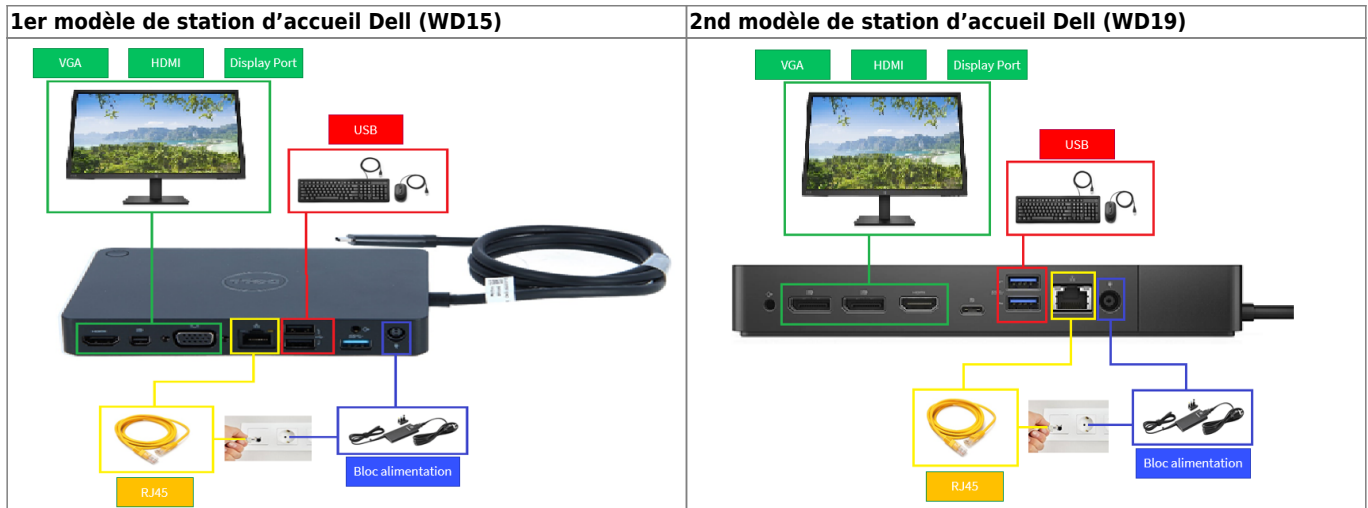 1er modèle de station d’accueil Dell (WD15)
VGA
HDMI
Display Port
USB
DELL
RJ45
Bloc alimentation
2nd modèle de station d’accueil Dell (WD19)
VGA
HDMI
Display Port
USB
RJ45
Bloc alimentation